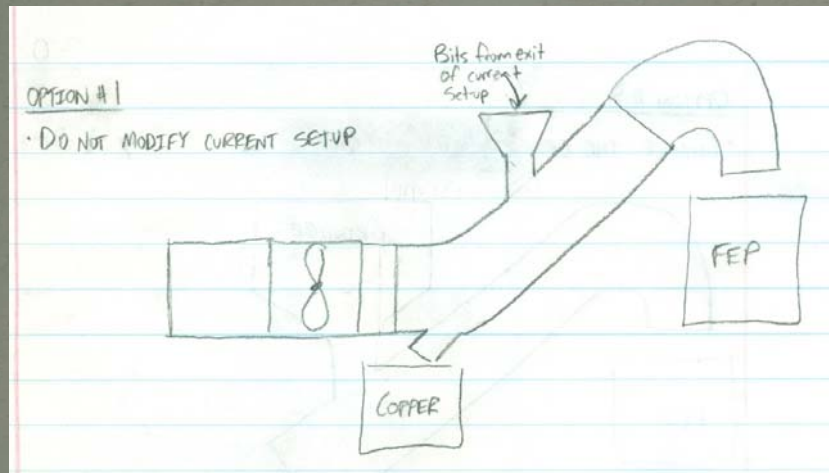 OPTION #1
• DO NOT MODIFY CURRENT SETUP
Bits from exit
of current
Set-up
FEP
COPPER